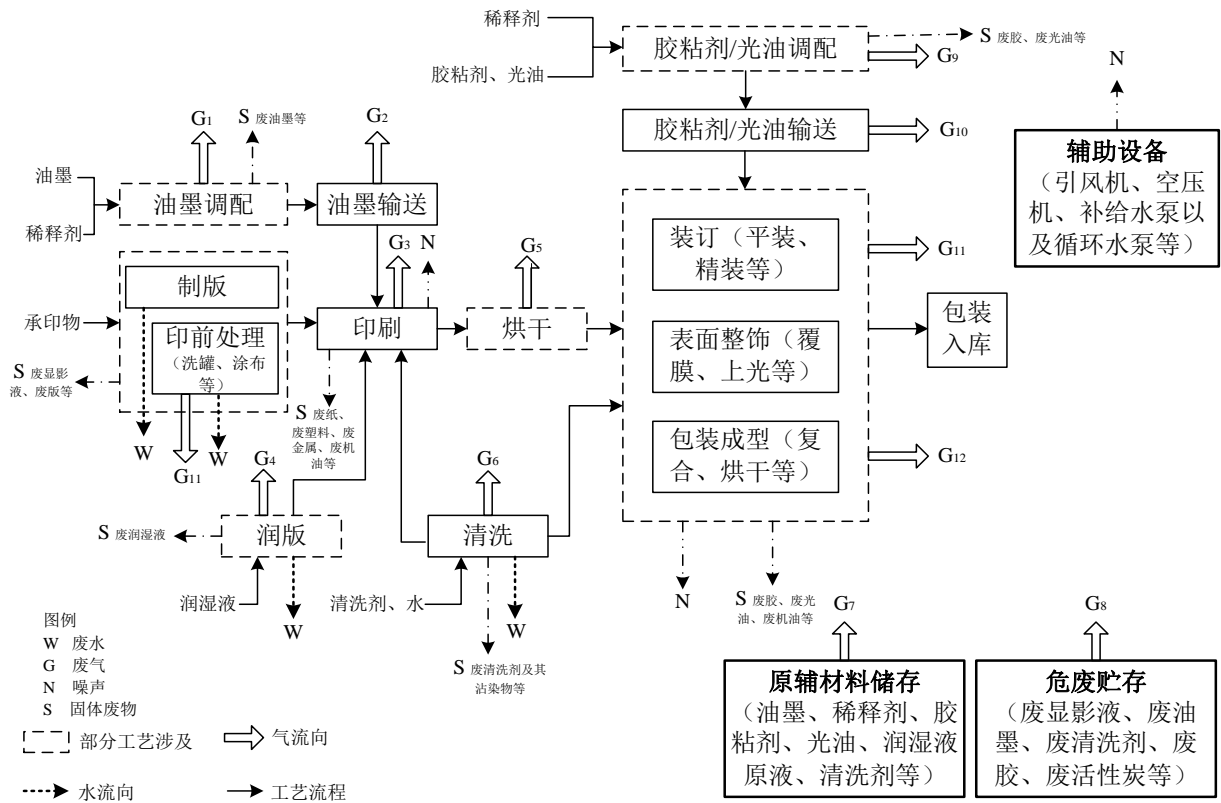 稀释剂
胶粘剂、光油
胶粘剂/光油调配
S 废胶、废光油等
G9
胶粘剂/光油输送
G10
N
辅助设备
（引风机、空压
机、补给水泵以
及循环水泵等）
G1
S 废油墨等
G2
油墨
稀释剂
油墨调配
油墨输送
G3
N
G5
制版
承印物
印前处理
（洗罐、涂布
等）
印刷
烘干
S 废显影
液、废版等
W
W
G11
S 废纸、
废塑料、废
金属、废机
油等
装订（平装、
精装等）
G11
表面整饰（覆
膜、上光等）
包装
入库
包装成型（复
合、烘干等）
G12
G4
S 废润湿液
润版
润湿液
W
G6
清洗
清洗剂、水
W
S 废清洗剂及其
沾染物等
N
S 废胶、废光
油、废机油等
G7
原辅材料储存
（油墨、稀释剂、胶
粘剂、光油、润湿液
原液、清洗剂等）
G8
危废贮存
（废显影液、废油
墨、废清洗剂、废
胶、废活性炭等）
图例
W 废水
G 废气
N 噪声
S 固体废物
部分工艺涉及
气流向
水流向
工艺流程